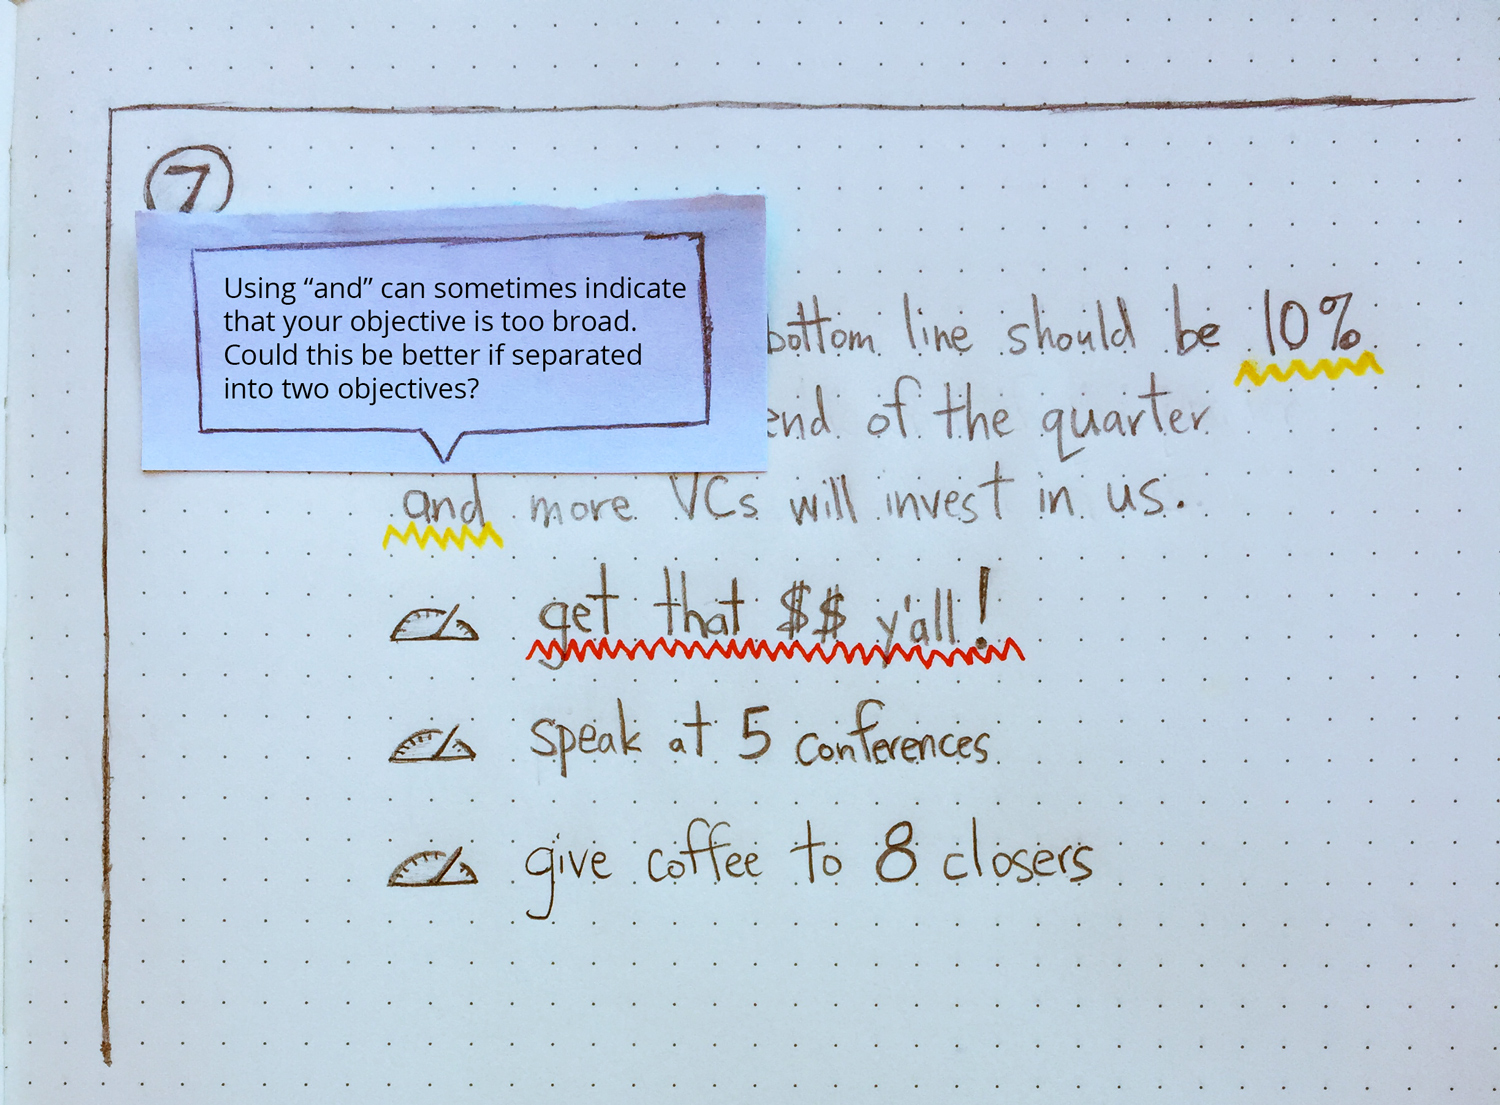 7
Using “and” can sometimes indicate
that your objective is too broad.
Could this be better if separated
into two objectives?
bottom line should be 10%
end of the quarter
and more VCs will invest in us.
get that $$ y'all!
speak at 5 conferences
give coffee to 8 closers